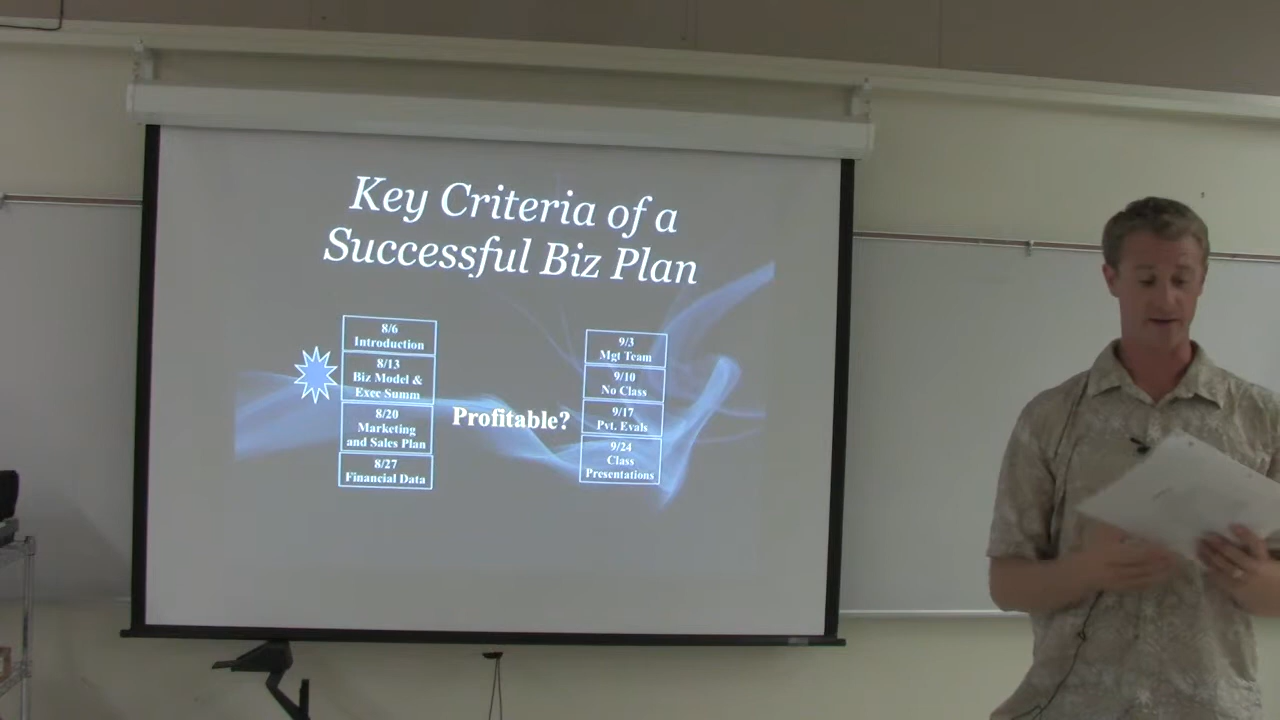 Key Criteria of a
Successful Biz Plan
8/6
Introduction
8/13
Biz Model &
Exec Summ
8/20
Marketing
and Sales Plan
8/27
Financial Data
Profitable?
9/3
Mgt Team
9/10
No Class
9/17
Pvt. Evals
9/24
Class
Presentations